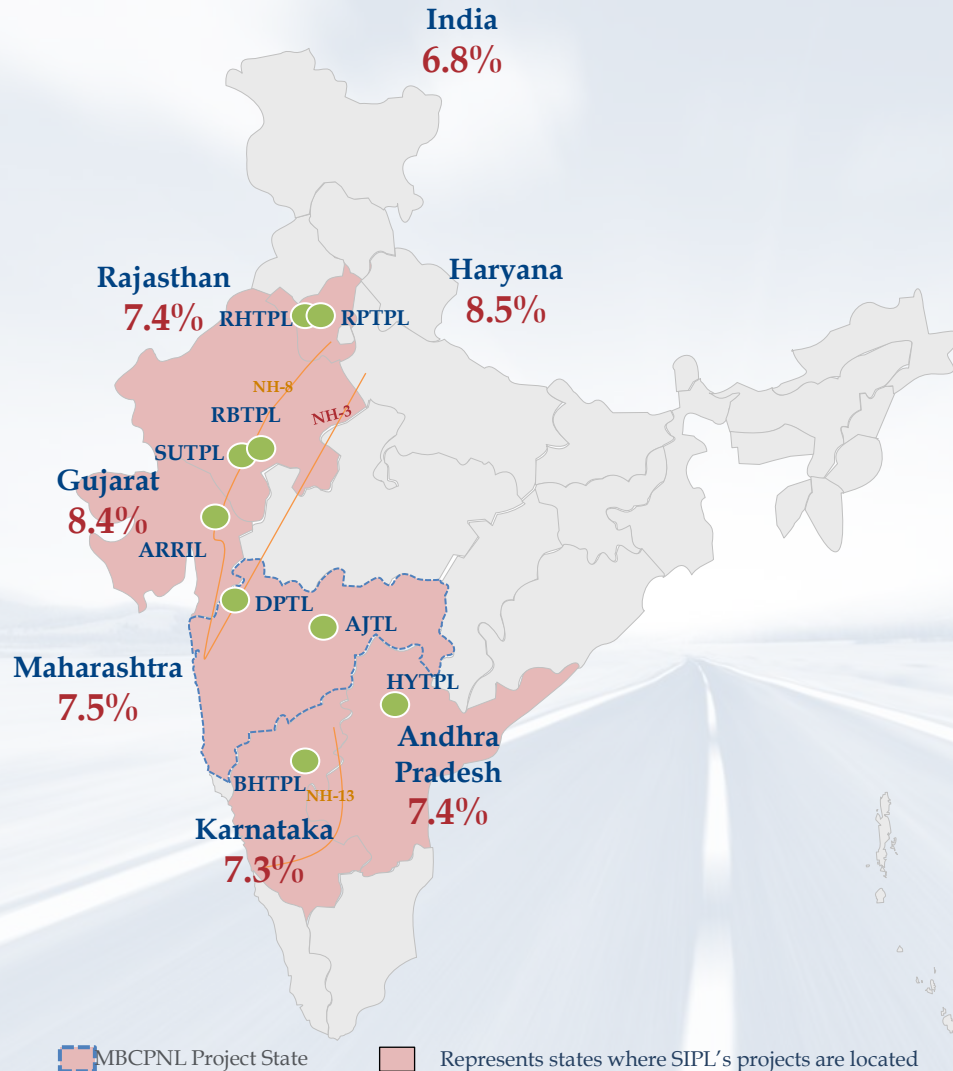 India
6.8%
Rajasthan
7.4%
Haryana
8.5%
RHTPL
RPTPL
NH-8
NH-3
RBTPL
SUTPL
Gujarat
8.4%
ARRIL
DPTL
AJTL
Maharashtra
7.5%
HYTPL
Andhra
Pradesh
7.4%
BHTPL
NH-13
Karnataka
7.3%
MBCPNL Project State
Represents states where SIPL's projects are located